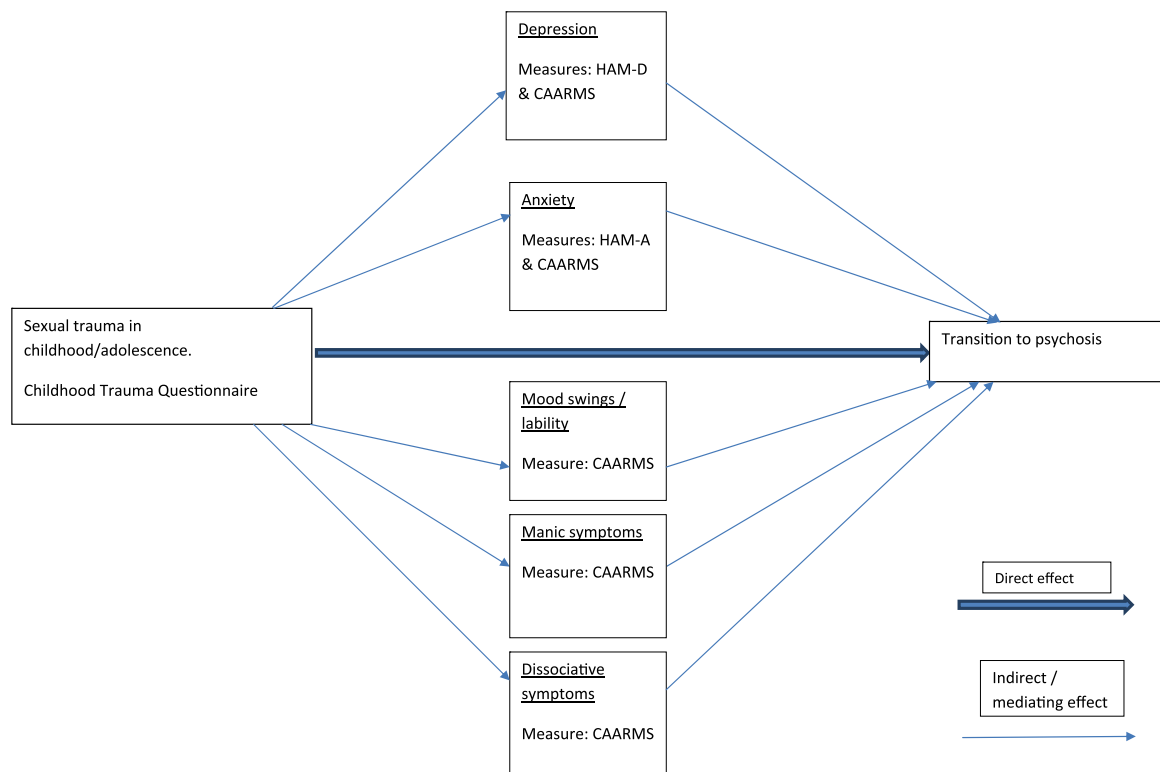 Depression
Measures: HAM-D
& CAARMS
Anxiety
Measures: HAM-A
& CAARMS
Sexual trauma in
childhood/adolescence.
Childhood Trauma Questionnaire
Transition to psychosis
Mood swings /
lability
Measure: CAARMS
Manic symptoms
Measure: CAARMS
Dissociative
symptoms
Measure: CAARMS
Direct effect
Indirect /
mediating effect